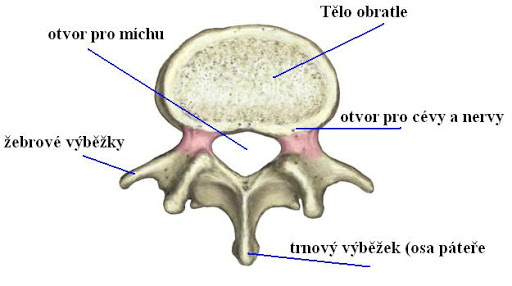 Tělo obratle
otvor pro míchu
otvor pro cévy a nervy
žebrové výběžky
trnový výběžek (osa páteře